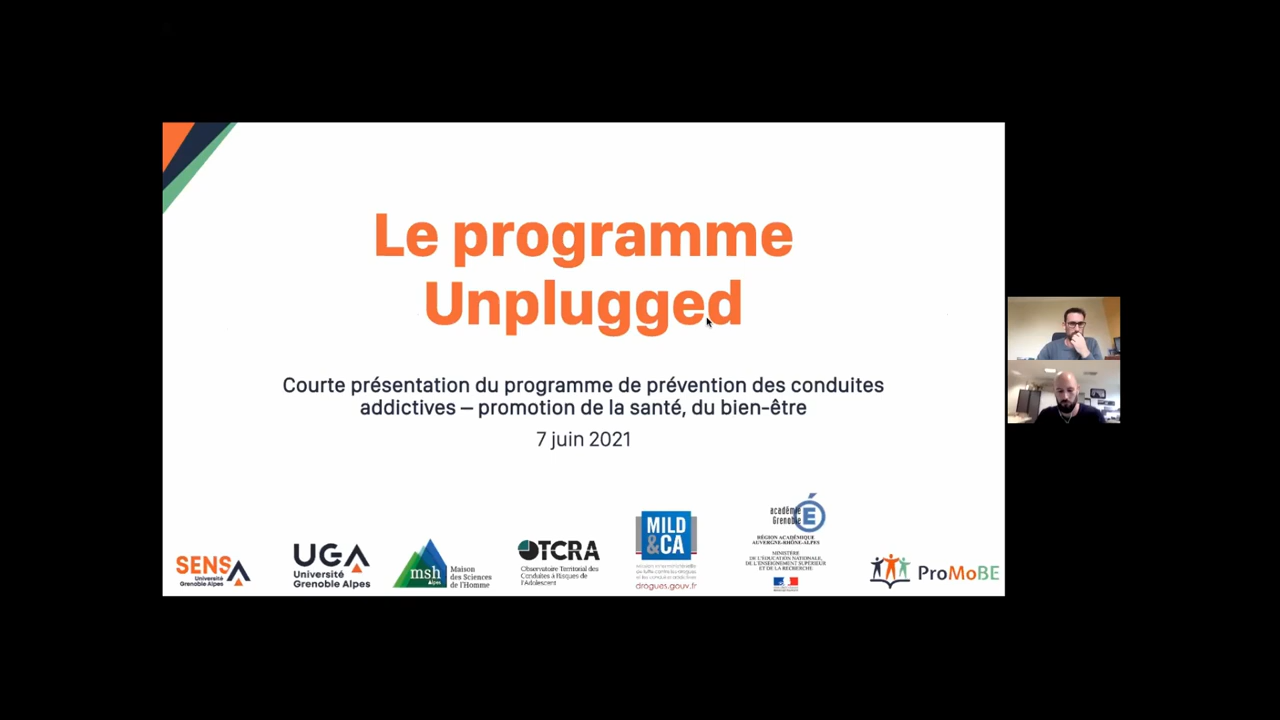 Le programme
Unplugged
Courte présentation du programme de prévention des conduites
addictives – promotion de la santé, du bien-être
7 juin 2021
SENS
Université
Grenoble Alpes
UGA
Université
Grenoble Alpes
msh
Alpes
Maison
des Sciences
de l'Homme
OTCRA
Observatoire Territorial des
Conduites à Risques de
l'Adolescent
MILD
&CA
drogues.gouv.fr
académie
Grenoble
RÉGION ACADÉMIQUE
AUVERGNE-RHÔNE-ALPES
MINISTÈRE
DE L'ÉDUCATION NATIONALE,
DE L'ENSEIGNEMENT SUPÉRIEUR
ET DE LA RECHERCHE
ProMoBE